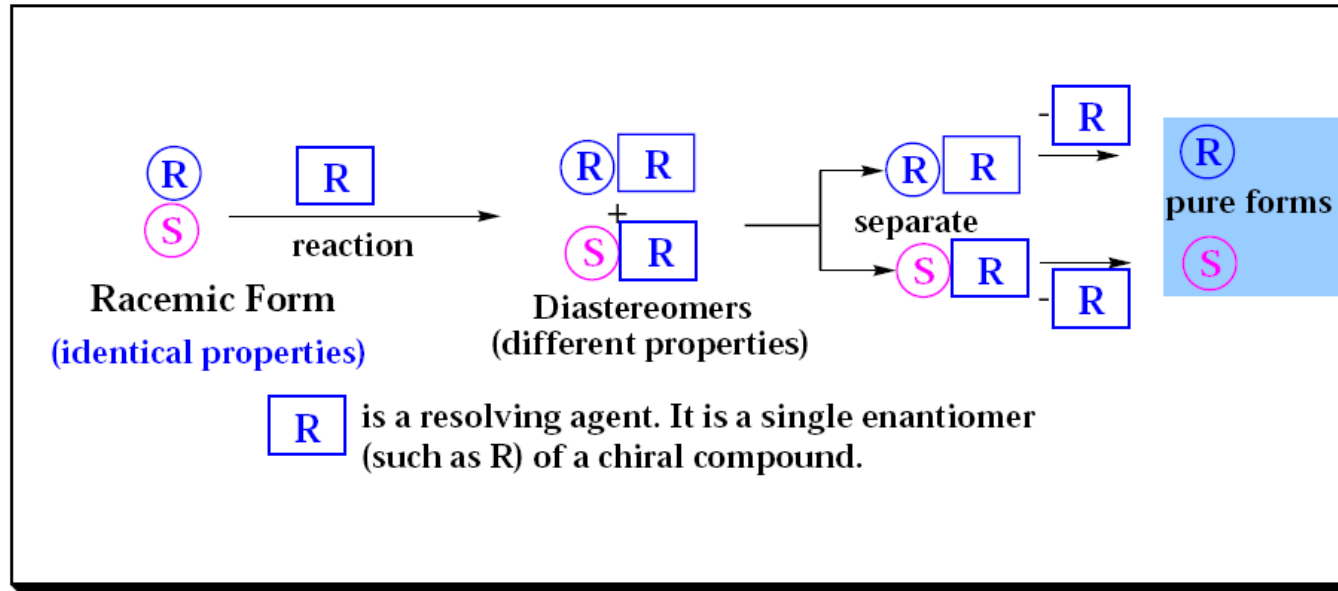 R
S
Racemic Form
(identical properties)
R
reaction
R R
+
S R
Diastereomers
(different properties)
separate
R R
S R
- R
- R
R
pure forms
S
R is a resolving agent. It is a single enantiomer
(such as R) of a chiral compound.